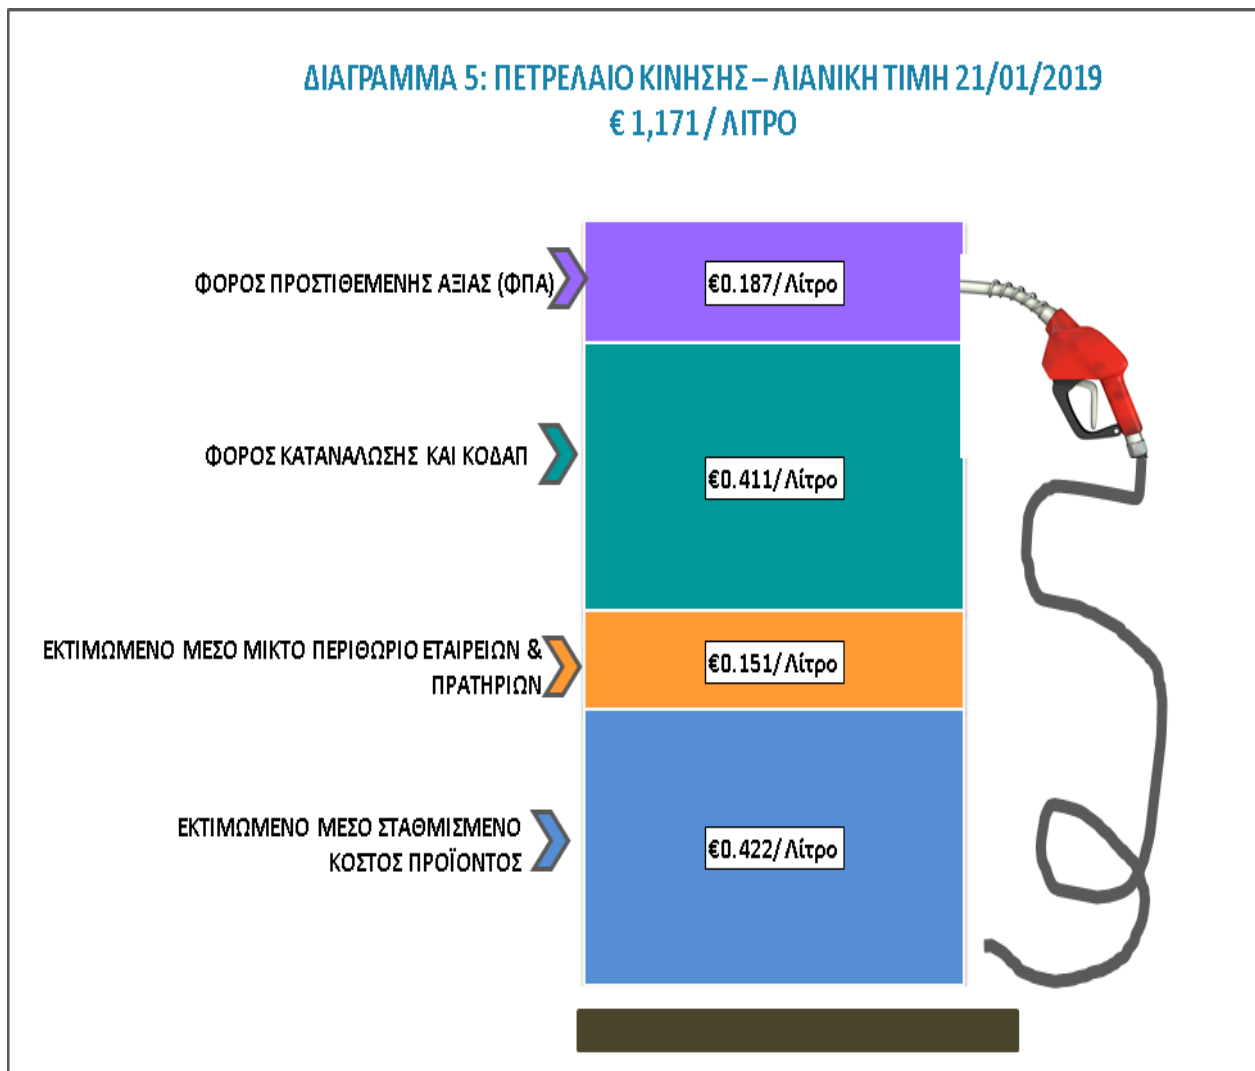 ΔΙΑΓΡΑΜΜΑ 5: ΠΕΤΡΕΛΑΙΟ ΚΙΝΗΣΗΣ – ΛΙΑΝΙΚΗ ΤΙΜΗ 21/01/2019
€ 1,171 / ΛΙΤΡΟ
ΦΟΡΟΣ ΠΡΟΣΤΙΘΕΜΕΝΗΣ ΑΞΙΑΣ (ΦΠΑ)
€0.187/ Λίτρο
ΦΟΡΟΣ ΚΑΤΑΝΑΛΩΣΗΣ ΚΑΙ ΚΟΔΑΠ
€0.411/ Λίτρο
ΕΚΤΙΜΩΜΕΝΟ ΜΕΣΟ ΜΙΚΤΟ ΠΕΡΙΘΩΡΙΟ ΕΤΑΙΡΕΙΩΝ &
ΠΡΑΤΗΡΙΩΝ
€0.151/ Λίτρο
ΕΚΤΙΜΩΜΕΝΟ ΜΕΣΟ ΣΤΑΘΜΙΣΜΕΝΟ
ΚΟΣΤΟΣ ΠΡΟΪΟΝΤΟΣ
€0.422/ Λίτρο